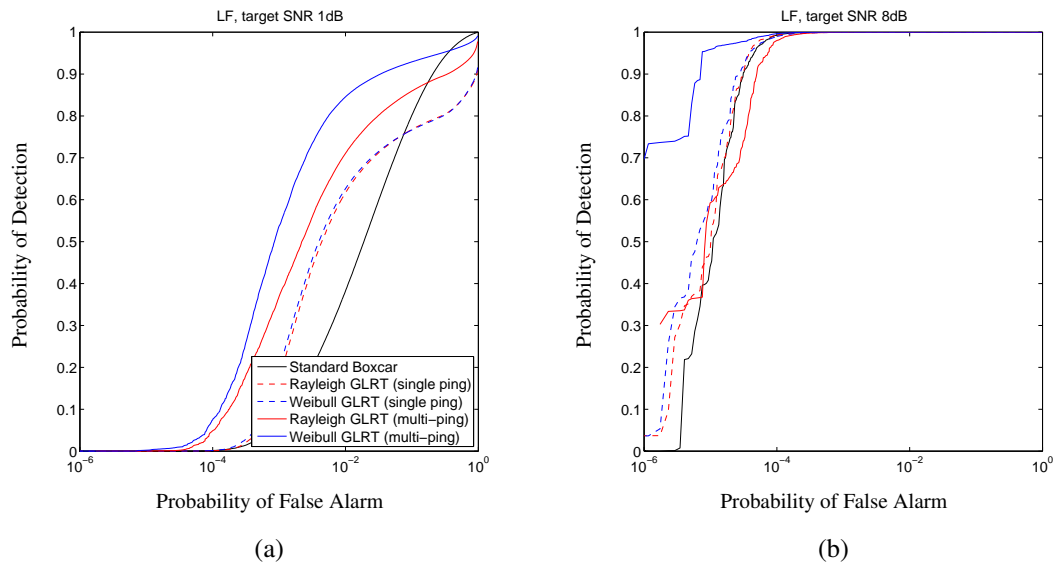 LF, target SNR 1dB
1
0.9
0.8
0.7
0.6
0.5
0.4
0.3
0.2
0.1
0
Probability of Detection
Standard Boxcar
Rayleigh GLRT (single ping)
Weibull GLRT (single ping)
Rayleigh GLRT (multi-ping)
Weibull GLRT (multi-ping)
10⁻⁶ 10⁻⁴ 10⁻² 10⁰
Probability of False Alarm
(a)
LF, target SNR 8dB
1
0.9
0.8
0.7
0.6
0.5
0.4
0.3
0.2
0.1
0
Probability of Detection
10⁻⁶ 10⁻⁴ 10⁻² 10⁰
Probability of False Alarm
(b)